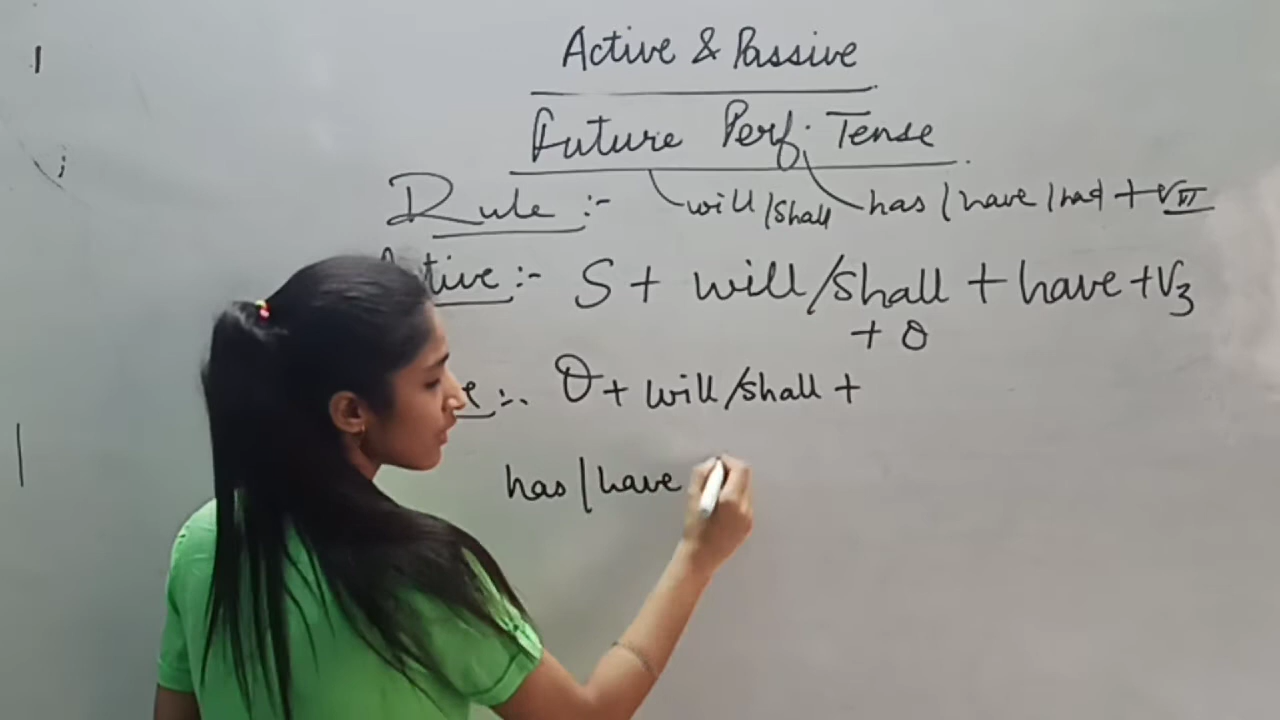 Active & Passive
Future Perf. Tense
Rule :- will/shall has/have/had + VIII
Active :- S + will/shall + have + V3
+ O
:- O + will/shall +
has/have